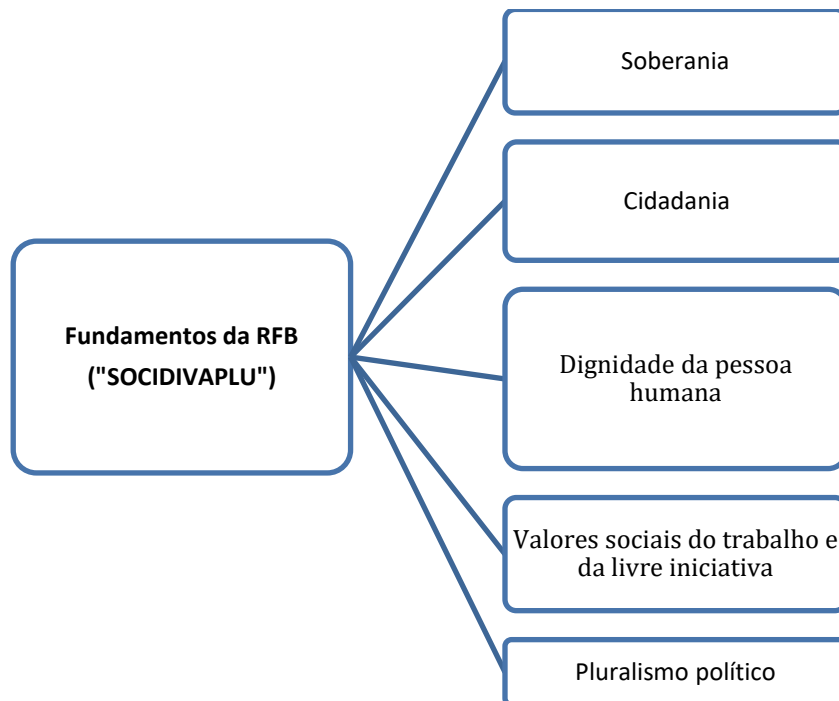 Soberania
Cidadania
Fundamentos da RFB
("SOCIDIVAPLU")
Dignidade da pessoa
humana
Valores sociais do trabalho e
da livre iniciativa
Pluralismo político